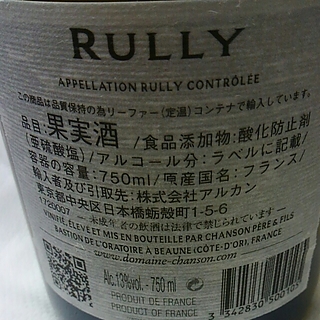 RULLY
APPELLATION RULLY CONTRÔLÉE
この商品は品質保持の為リーファー(定温)コンテナで輸入しています。
品目:果実酒/食品添加物:酸化防止剤
(亜硫酸塩)/アルコール分:ラベルに記載/
容器の容量:750ml/原産国名:フランス/
輸入者及び引取先:株式会社アルカン
東京都中央区日本橋蛎殻町1-5-6
120007 ―未成年者の飲酒は法律で禁じられています―
VINIFIÉ, ÉLEVÉ ET MIS EN BOUTEILLE PAR CHANSON PÈRE & FILS
BASTION DE L'ORATOIRE À BEAUNE (CÔTE-D'OR), FRANCE
www.domaine-chanson.com
Alc.13% vol. - 750 ml
PRODUIT DE FRANCE
PRODUCT OF FRANCE
3 342830 500103